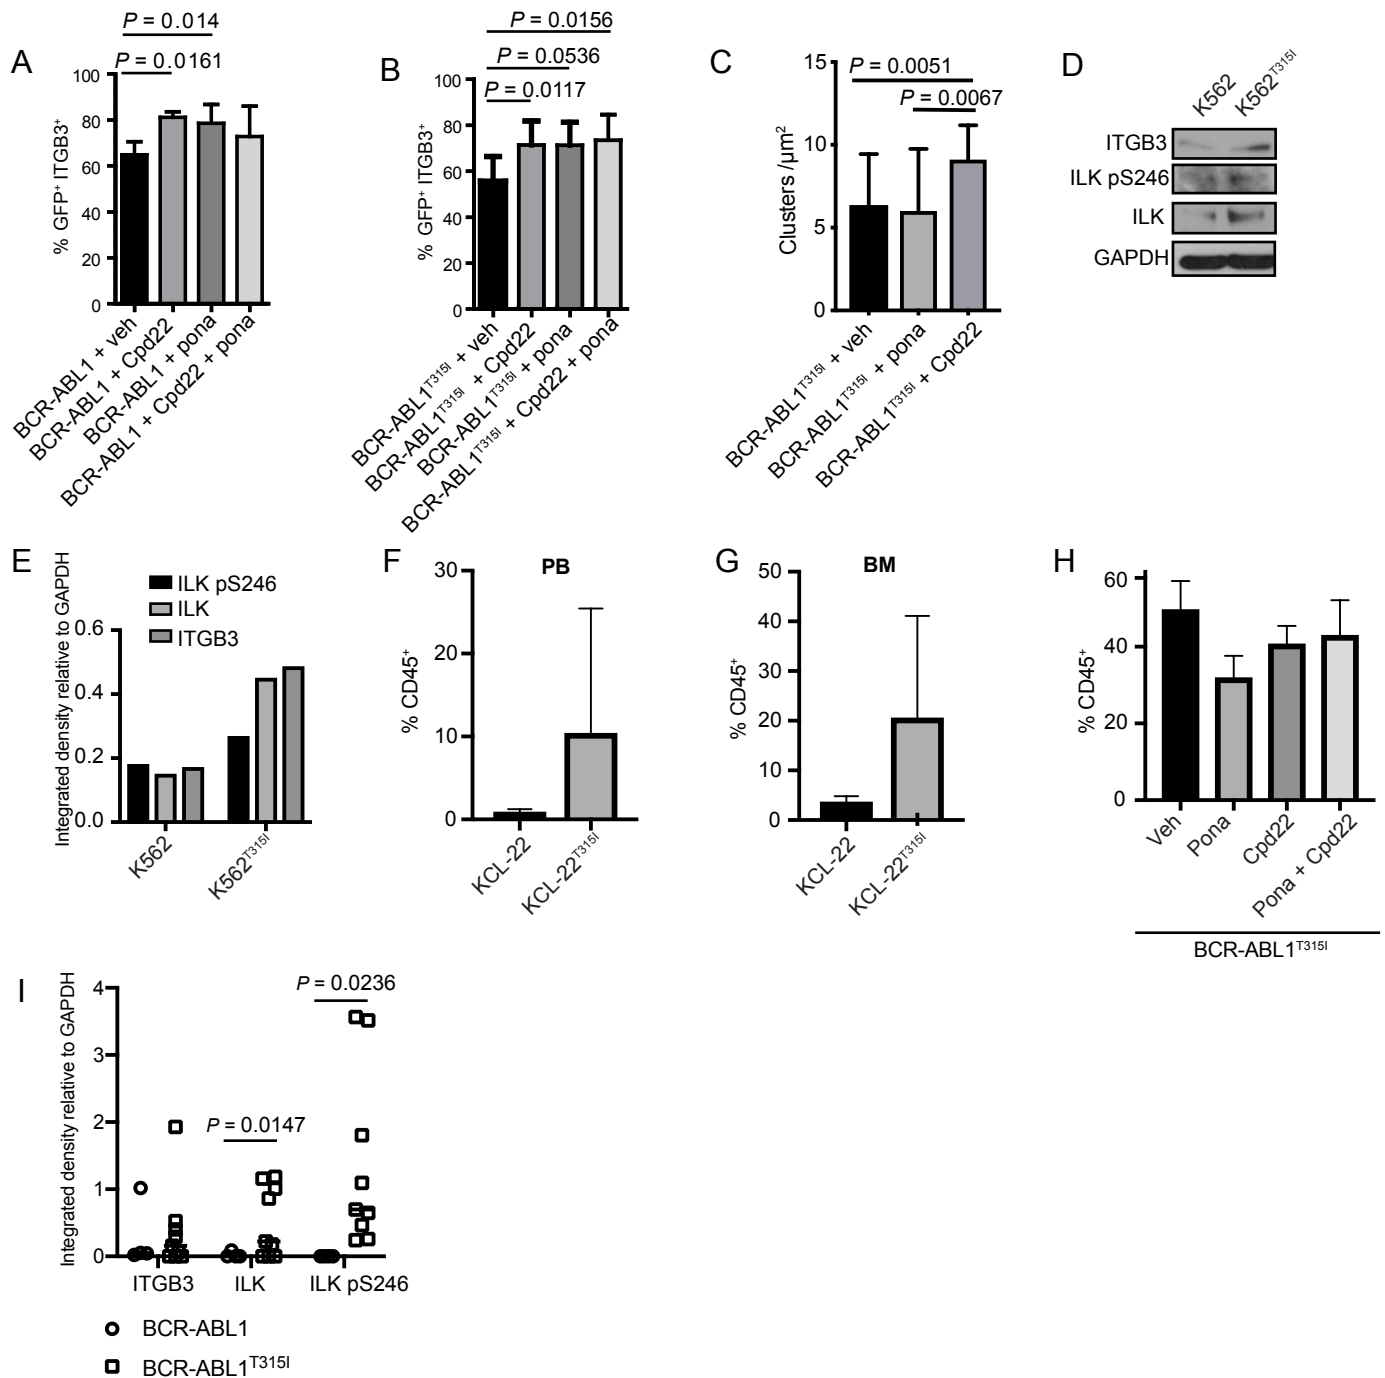 A
P = 0.014
P = 0.0161
% GFP+ ITGB3+
100
80
60
40
20
0
BCR-ABL1 + veh
BCR-ABL1 + Cpd22
BCR-ABL1 + pona
BCR-ABL1 + Cpd22 + pona
B
P = 0.0156
P = 0.0536
P = 0.0117
% GFP+ ITGB3+
100
80
60
40
20
0
BCR-ABL1T315I + veh
BCR-ABL1T315I + Cpd22
BCR-ABL1T315I + pona
BCR-ABL1T315I + Cpd22 + pona
C
P = 0.0051
P = 0.0067
Clusters /µm²
15
10
5
0
BCR-ABL1T315I + veh
BCR-ABL1T315I + pona
BCR-ABL1T315I + Cpd22
D
K562
K562T315I
ITGB3
ILK pS246
ILK
GAPDH
E
Integrated density relative to GAPDH
ILK pS246
ILK
ITGB3
0.6
0.4
0.2
0.0
K562
K562T315I
F
PB
% CD45+
30
20
10
0
KCL-22
KCL-22T315I
G
BM
% CD45+
50
40
30
20
10
0
KCL-22
KCL-22T315I
H
% CD45+
60
40
20
0
Veh
Pona
Cpd22
Pona + Cpd22
BCR-ABL1T315I
I
Integrated density relative to GAPDH
4
3
2
1
0
P = 0.0147
P = 0.0236
ITGB3
ILK
ILK pS246
BCR-ABL1
BCR-ABL1T315I